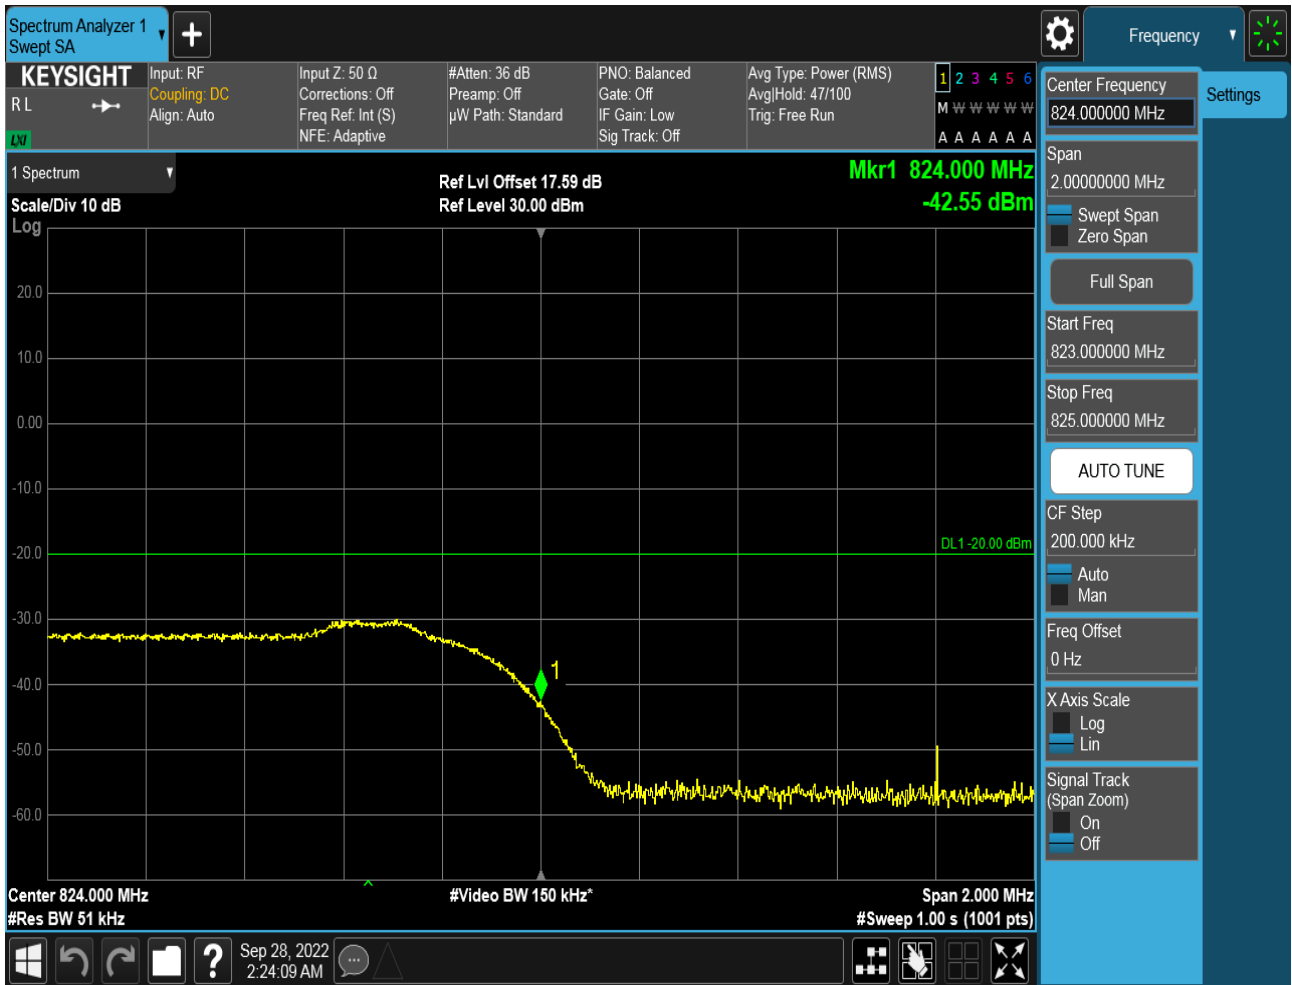 Spectrum Analyzer 1
Swept SA
Frequency
KEYSIGHT
R L
LXI
Input: RF
Coupling: DC
Align: Auto
Input Z: 50 Ω
Corrections: Off
Freq Ref: Int (S)
NFE: Adaptive
#Atten: 36 dB
Preamp: Off
µW Path: Standard
PNO: Balanced
Gate: Off
IF Gain: Low
Sig Track: Off
Avg Type: Power (RMS)
Avg|Hold: 47/100
Trig: Free Run
1 2 3 4 5 6
M W W W W W
A A A A A A
1 Spectrum
Scale/Div 10 dB
Log
Ref Lvl Offset 17.59 dB
Ref Level 30.00 dBm
Mkr1 824.000 MHz
-42.55 dBm
20.0
10.0
0.00
-10.0
-20.0
-30.0
-40.0
-50.0
-60.0
DL1 -20.00 dBm
1
Center 824.000 MHz
#Res BW 51 kHz
#Video BW 150 kHz*
Span 2.000 MHz
#Sweep 1.00 s (1001 pts)
Center Frequency
824.000000 MHz
Settings
Span
2.00000000 MHz
Swept Span
Zero Span
Full Span
Start Freq
823.000000 MHz
Stop Freq
825.000000 MHz
AUTO TUNE
CF Step
200.000 kHz
Auto
Man
Freq Offset
0 Hz
X Axis Scale
Log
Lin
Signal Track
(Span Zoom)
On
Off
?
Sep 28, 2022
2:24:09 AM